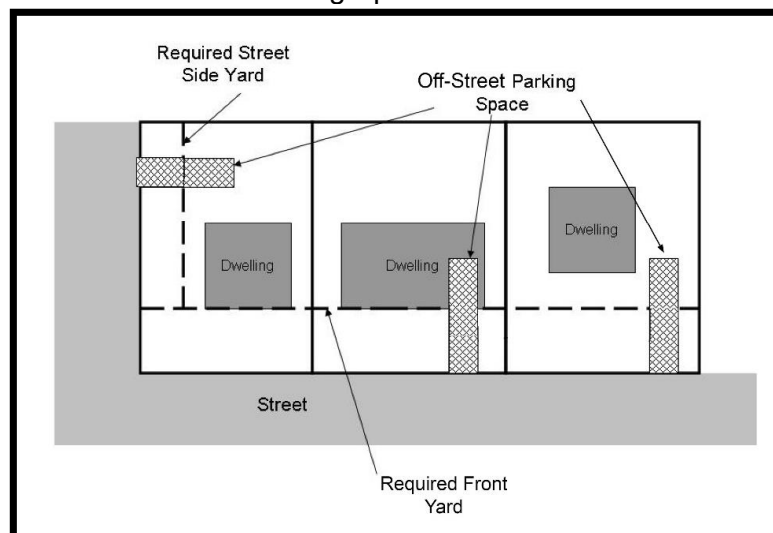 Required Street
Side Yard
Off-Street Parking
Space
Dwelling
Dwelling
Dwelling
Street
Required Front
Yard